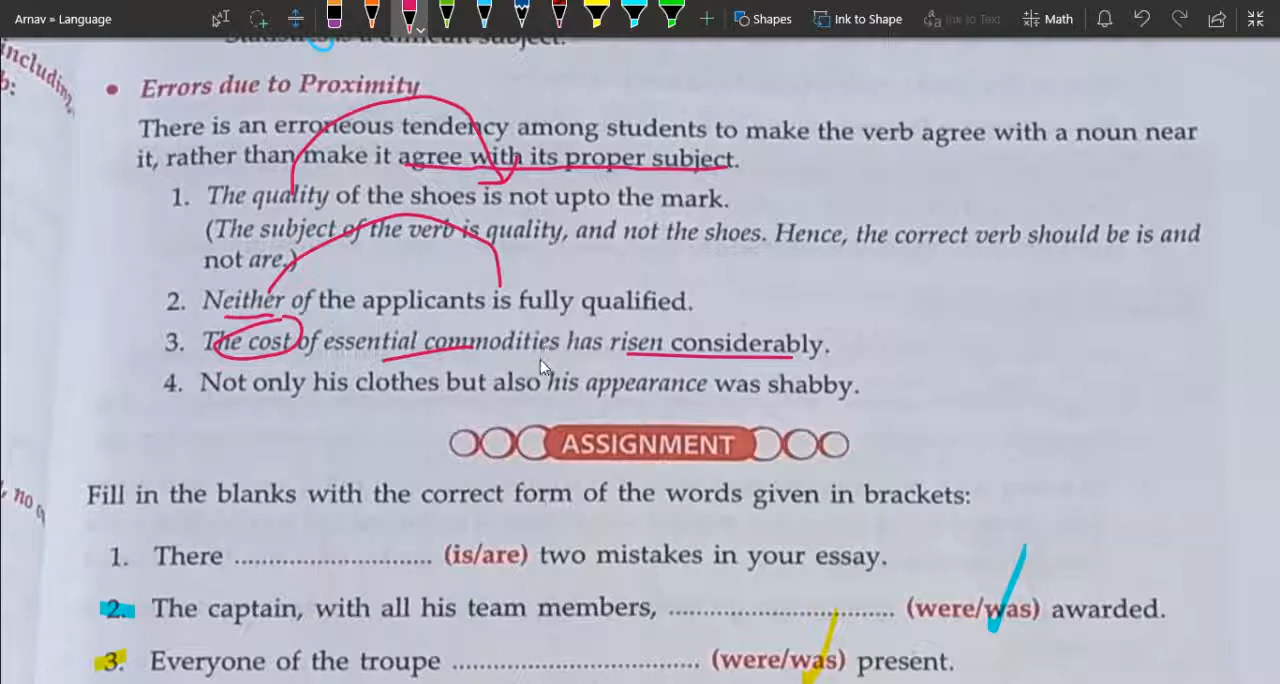 Arnav » Language
Shapes
Ink to Shape
Ink to Text
Math
including
b:
Statistics is a difficult subject.
• Errors due to Proximity
There is an erroneous tendency among students to make the verb agree with a noun near
it, rather than make it agree with its proper subject.
1. The quality of the shoes is not upto the mark.
(The subject of the verb is quality, and not the shoes. Hence, the correct verb should be is and
not are.)
2. Neither of the applicants is fully qualified.
3. The cost of essential commodities has risen considerably.
4. Not only his clothes but also his appearance was shabby.
ASSIGNMENT
no
Fill in the blanks with the correct form of the words given in brackets:
1. There ............................ (is/are) two mistakes in your essay.
2. The captain, with all his team members, ................................ (were/was) awarded.
3. Everyone of the troupe ................................... (were/was) present.